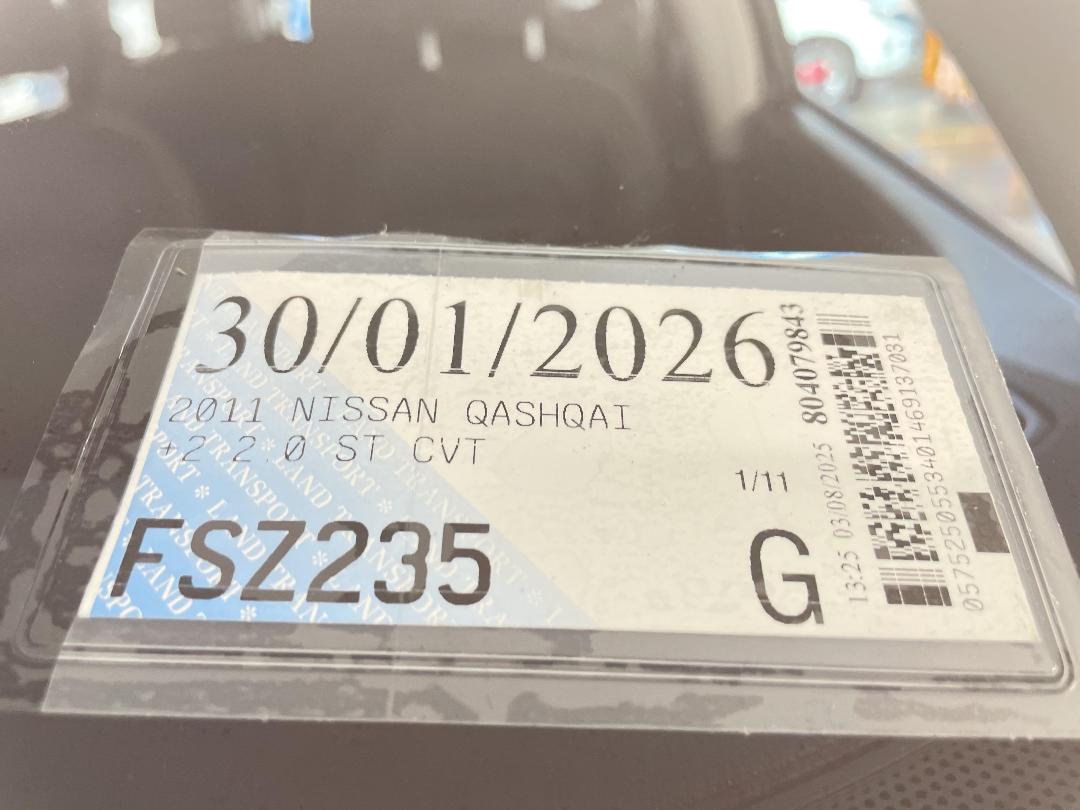 30/01/2026
2011 NISSAN QASHQAI
+2 2.0 ST CVT
1/11
FSZ235
G
804079843
13:25 03/08/2025